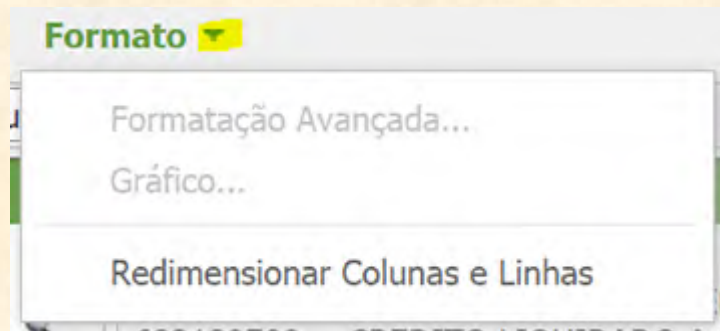 Formato
Formatação Avançada...
Gráfico...
Redimensionar Colunas e Linhas